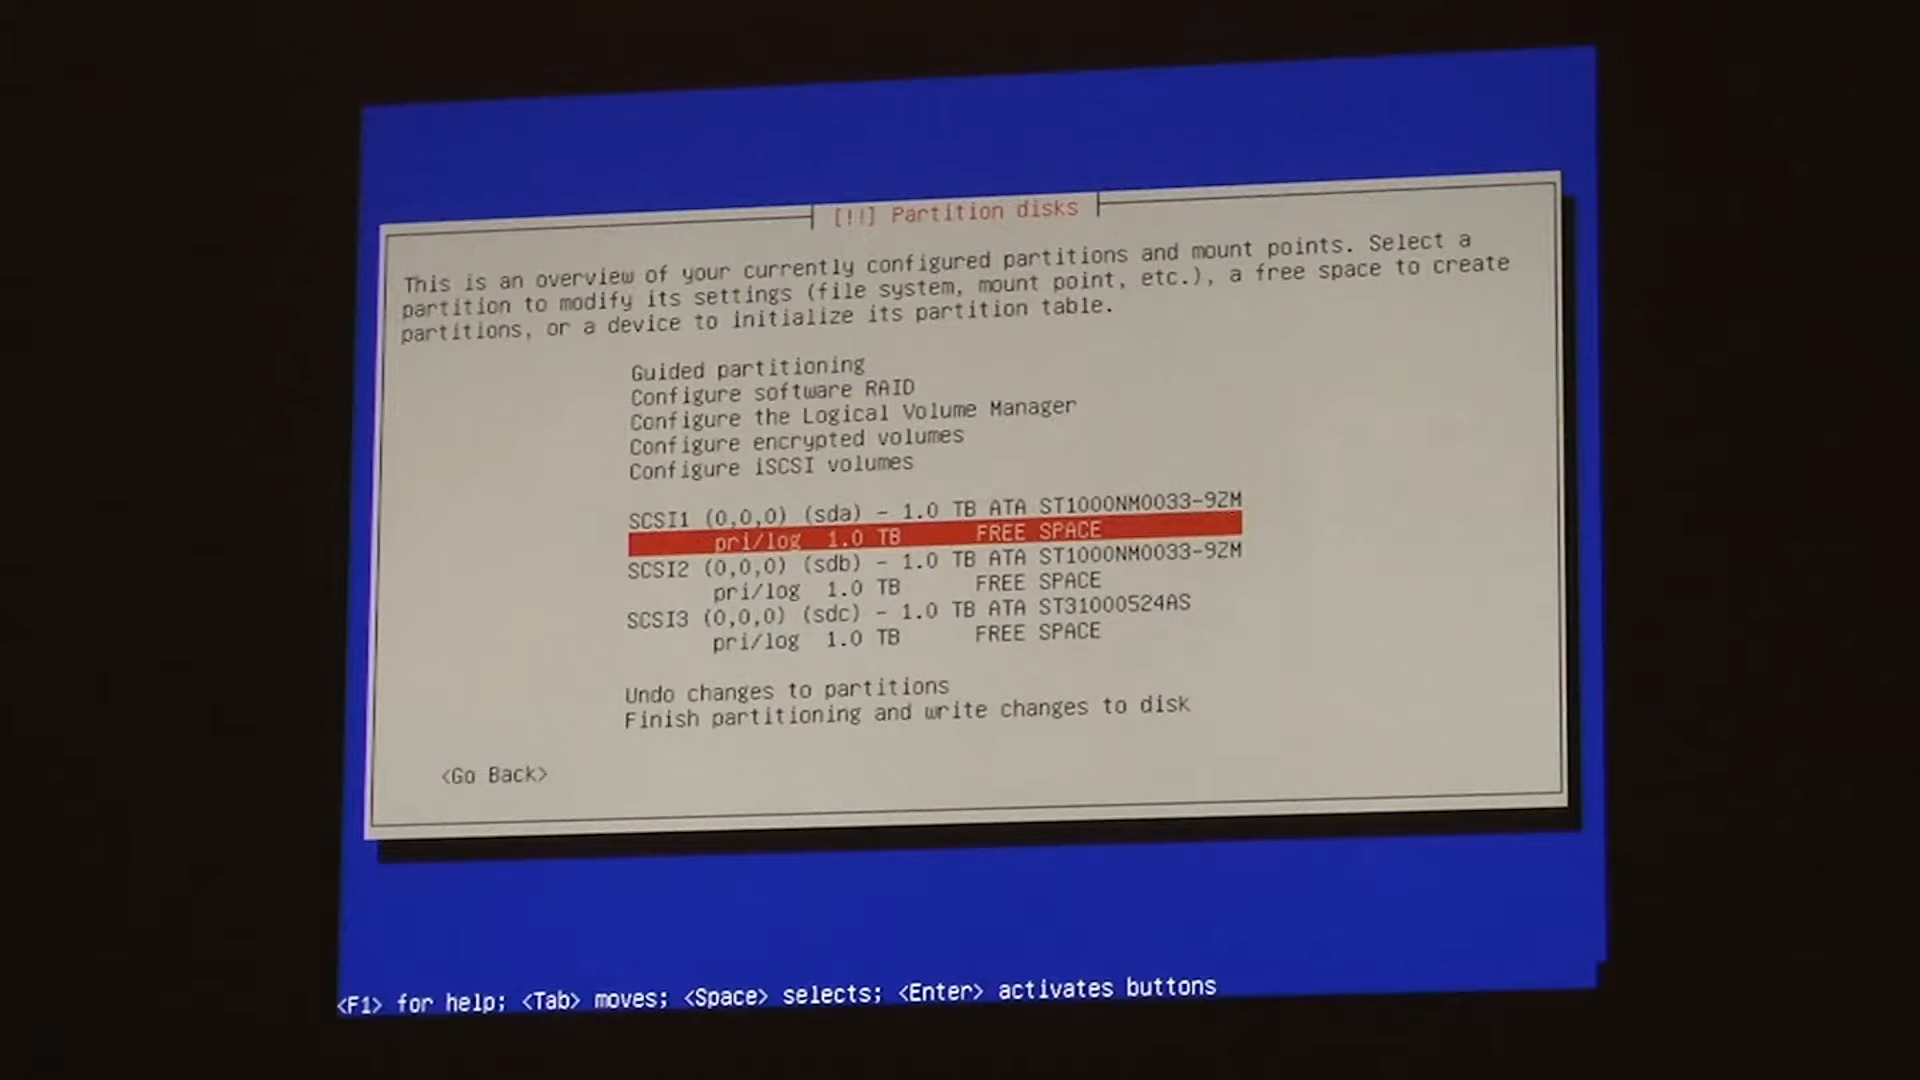 [!!] Partition disks
This is an overview of your currently configured partitions and mount points. Select a
partition to modify its settings (file system, mount point, etc.), a free space to create
partitions, or a device to initialize its partition table.
Guided partitioning
Configure software RAID
Configure the Logical Volume Manager
Configure encrypted volumes
Configure iSCSI volumes
SCSI1 (0,0,0) (sda) - 1.0 TB ATA ST1000NM0033-9ZM
pri/log 1.0 TB FREE SPACE
SCSI2 (0,0,0) (sdb) - 1.0 TB ATA ST1000NM0033-9ZM
pri/log 1.0 TB FREE SPACE
SCSI3 (0,0,0) (sdc) - 1.0 TB ATA ST31000524AS
pri/log 1.0 TB FREE SPACE
Undo changes to partitions
Finish partitioning and write changes to disk
<Go Back>
<F1> for help; <Tab> moves; <Space> selects; <Enter> activates buttons